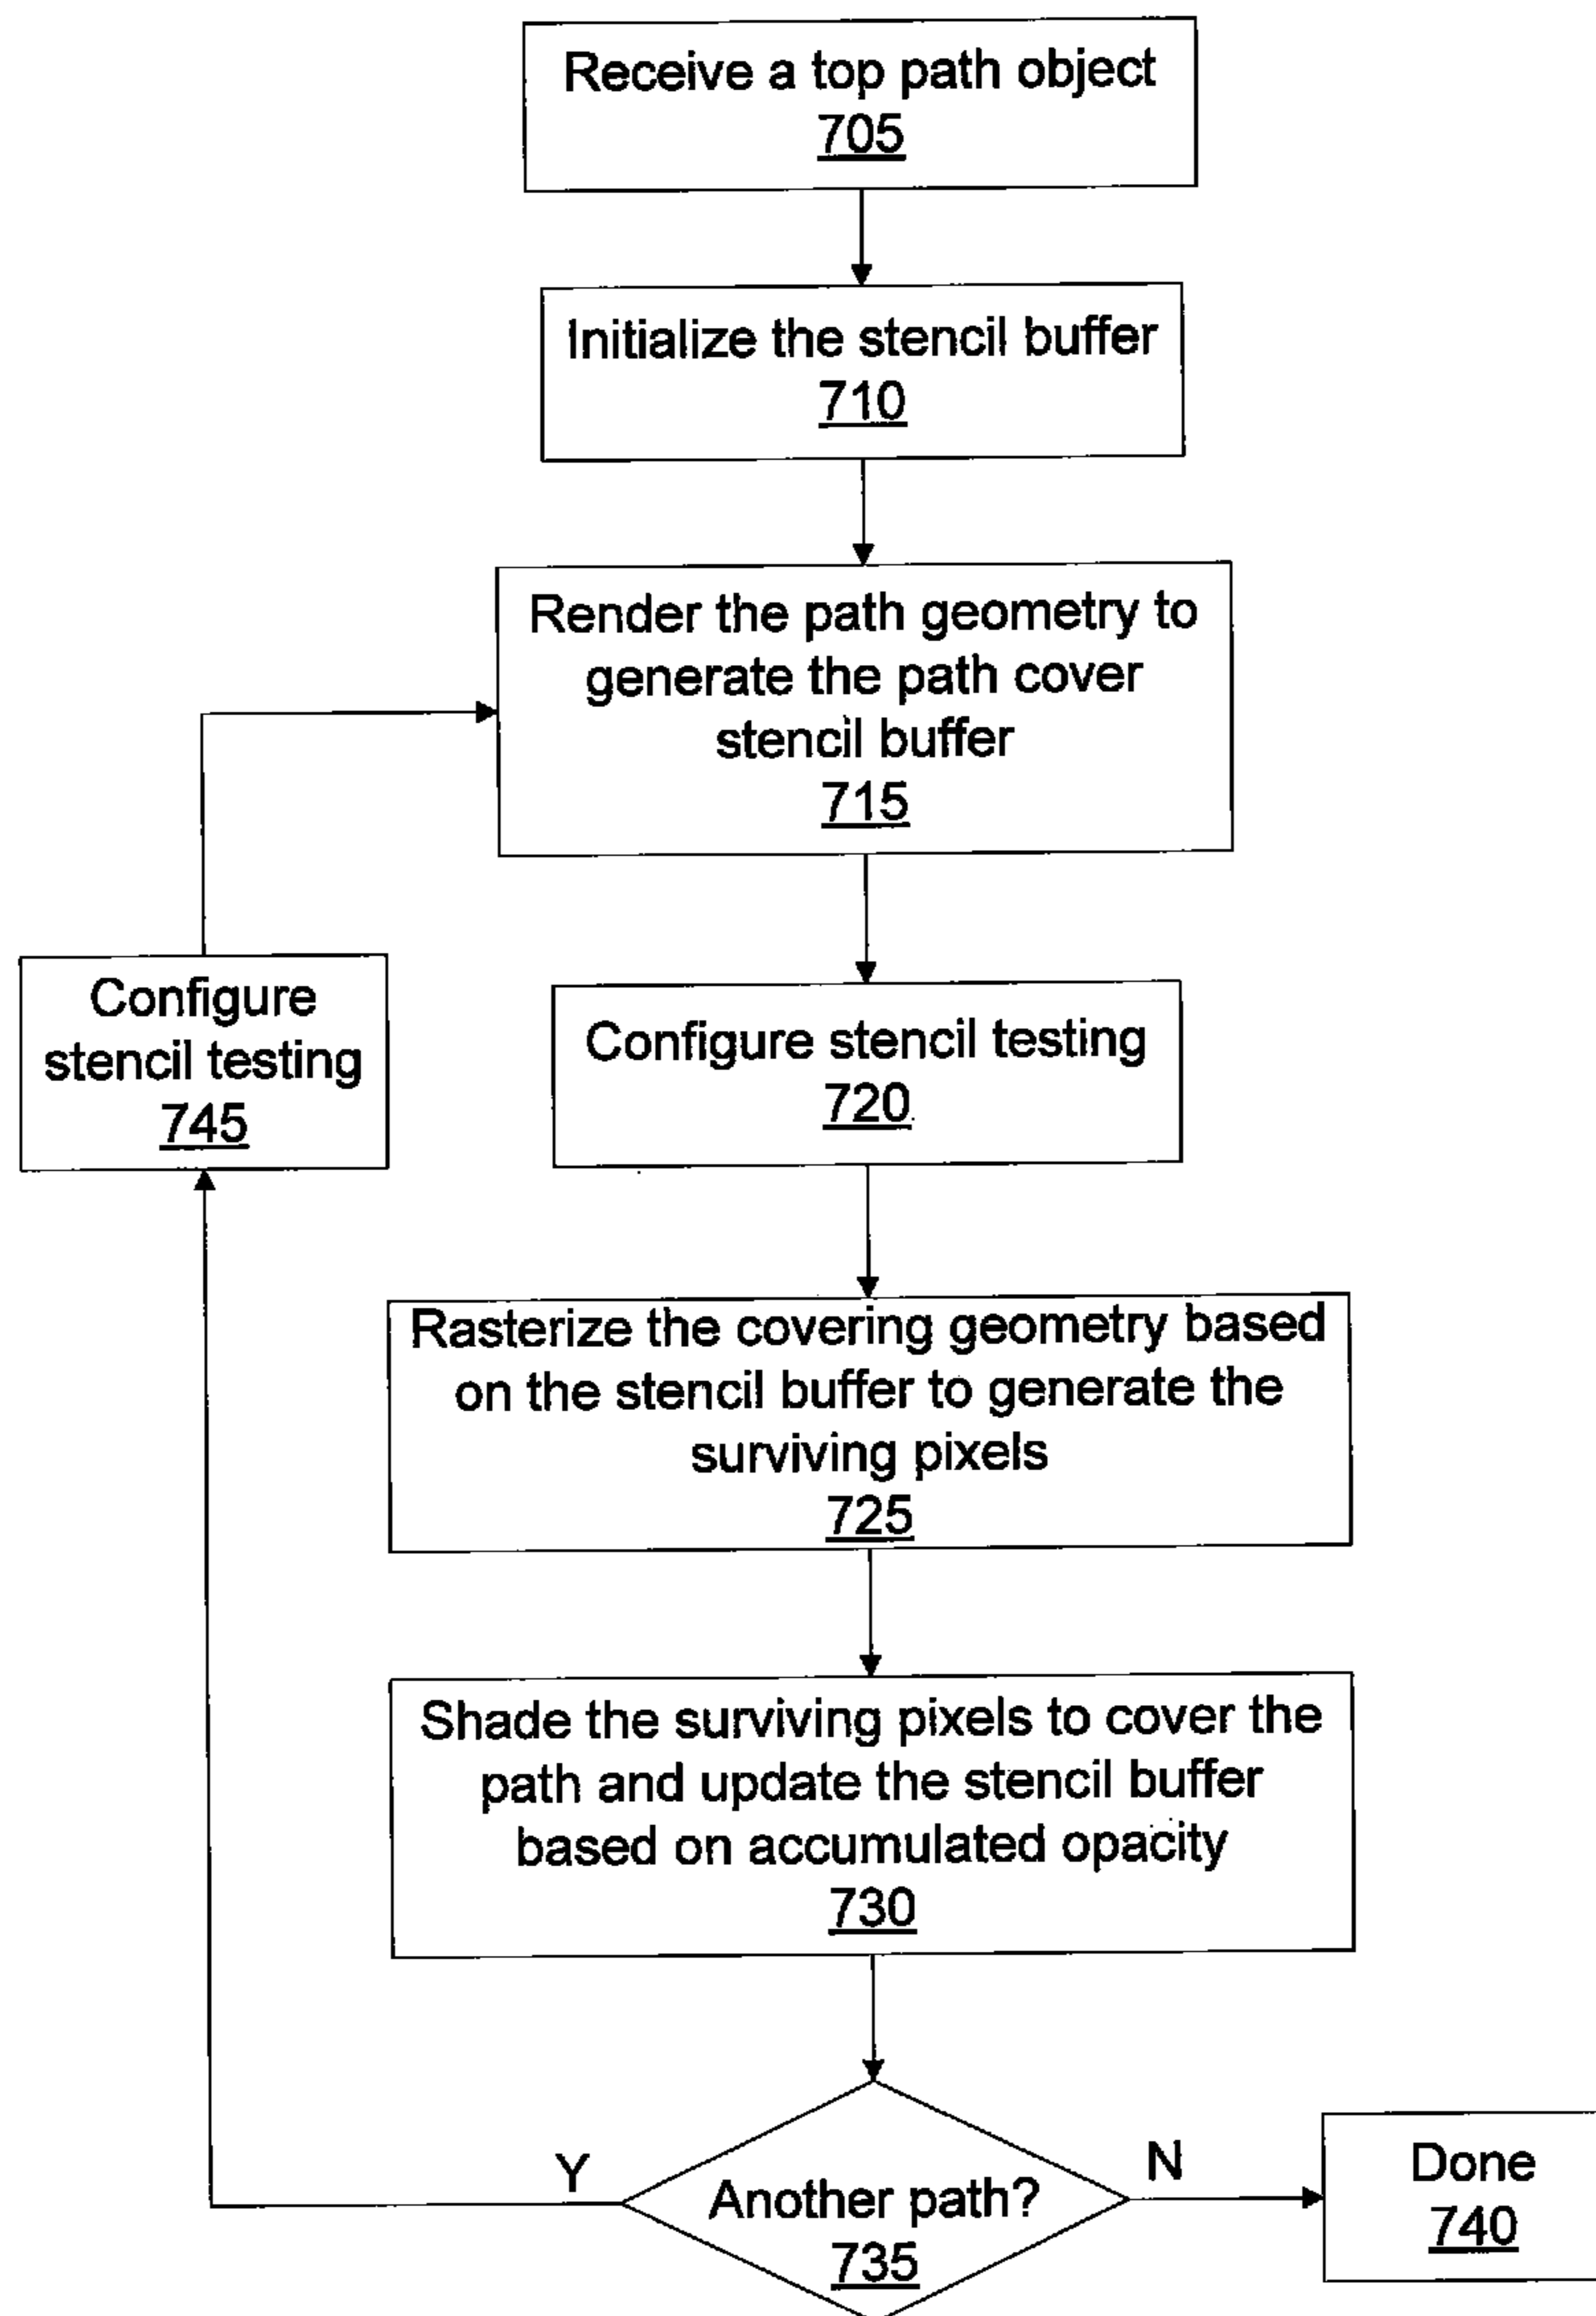 Receive a top path object
705
Initialize the stencil buffer
710
Render the path geometry to
generate the path cover
stencil buffer
715
Configure
stencil testing
745
Configure stencil testing
720
Rasterize the covering geometry based
on the stencil buffer to generate the
surviving pixels
725
Shade the surviving pixels to cover the
path and update the stencil buffer
based on accumulated opacity
730
Y
Another path?
735
N
Done
740